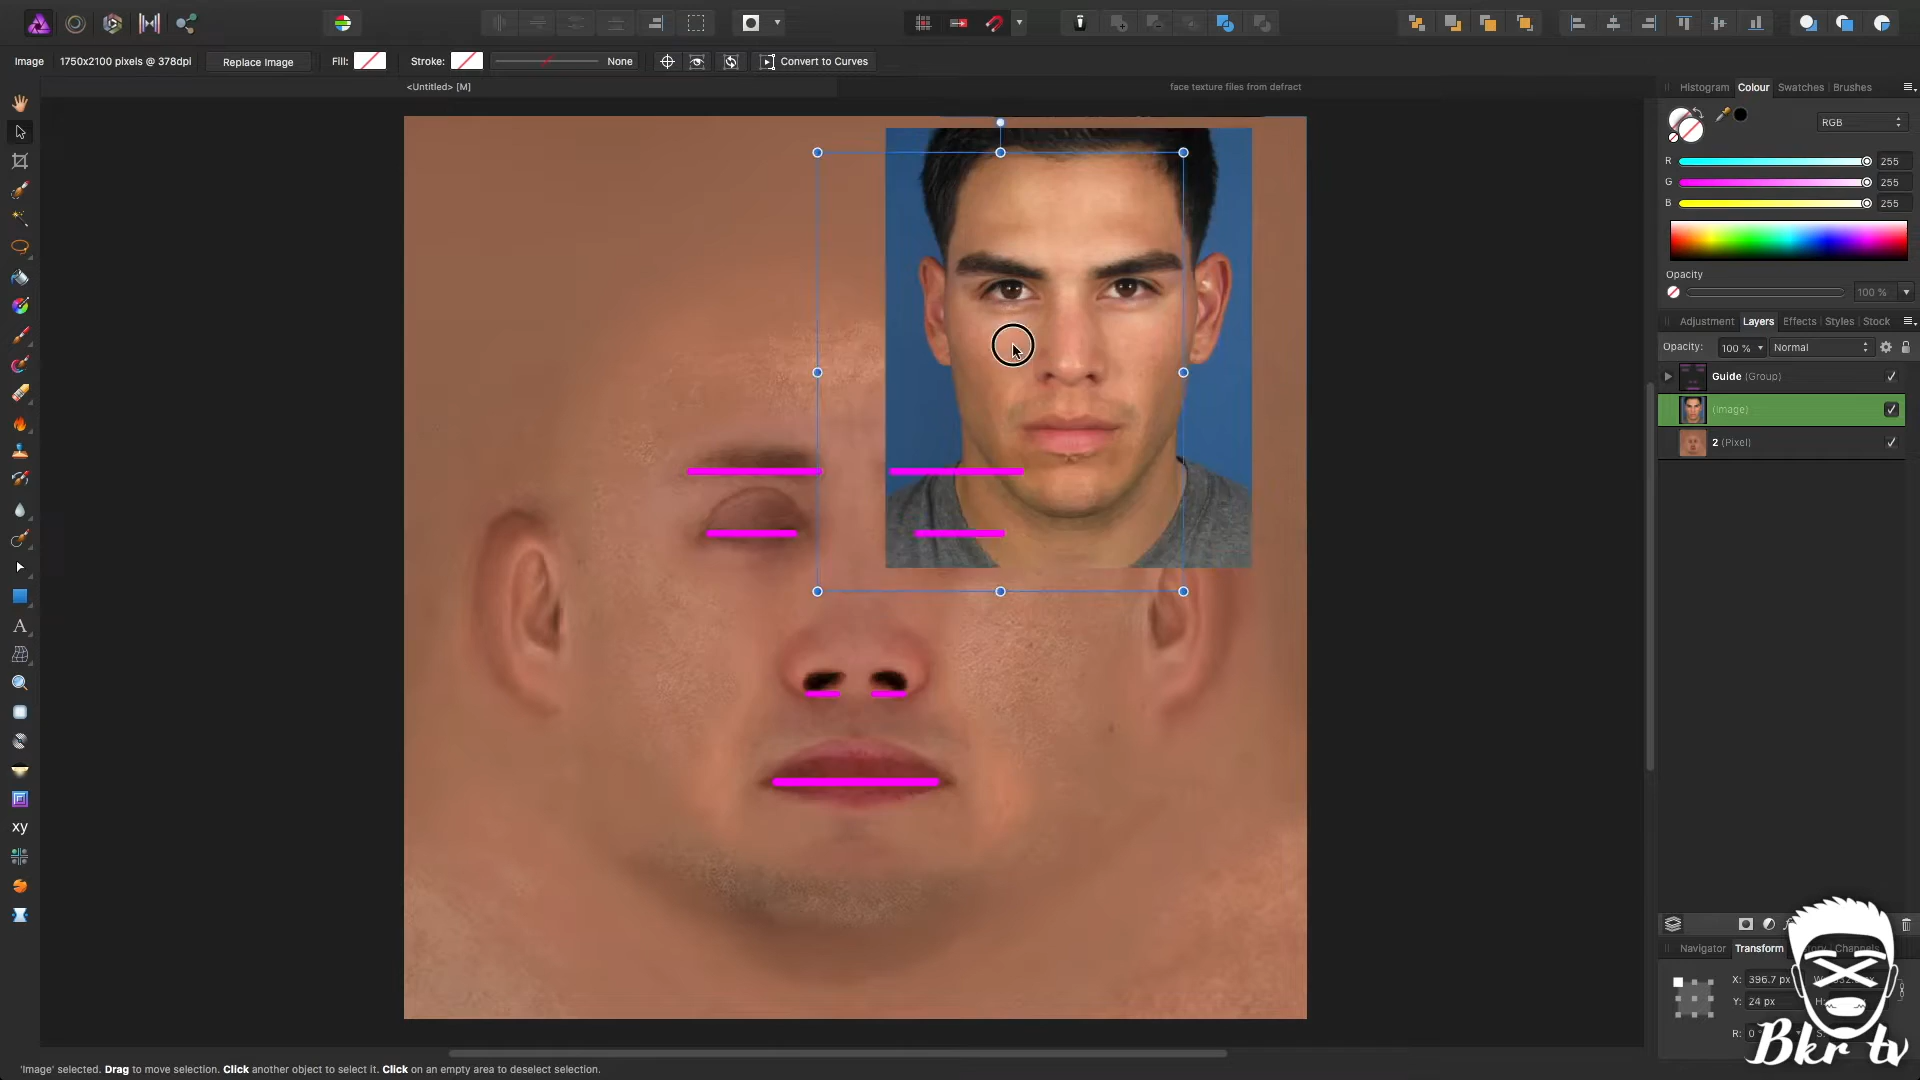 Image 1750x2100 pixels @ 378dpi Replace Image Fill: Stroke: None Convert to Curves
<Untitled> [M] face texture files from defract
Histogram Colour Swatches Brushes
RGB
R 255
G 255
B 255
Opacity
100 %
Adjustment Layers Effects Styles Stock
Opacity: 100 % Normal
Guide (Group)
(Image)
2 (Pixel)
A
xy
Navigator Transform Channels
X: 396.7 px
Y: 24 px H:
R: 0
Bkr tv
'Image' selected. Drag to move selection. Click another object to select it. Click on an empty area to deselect selection.